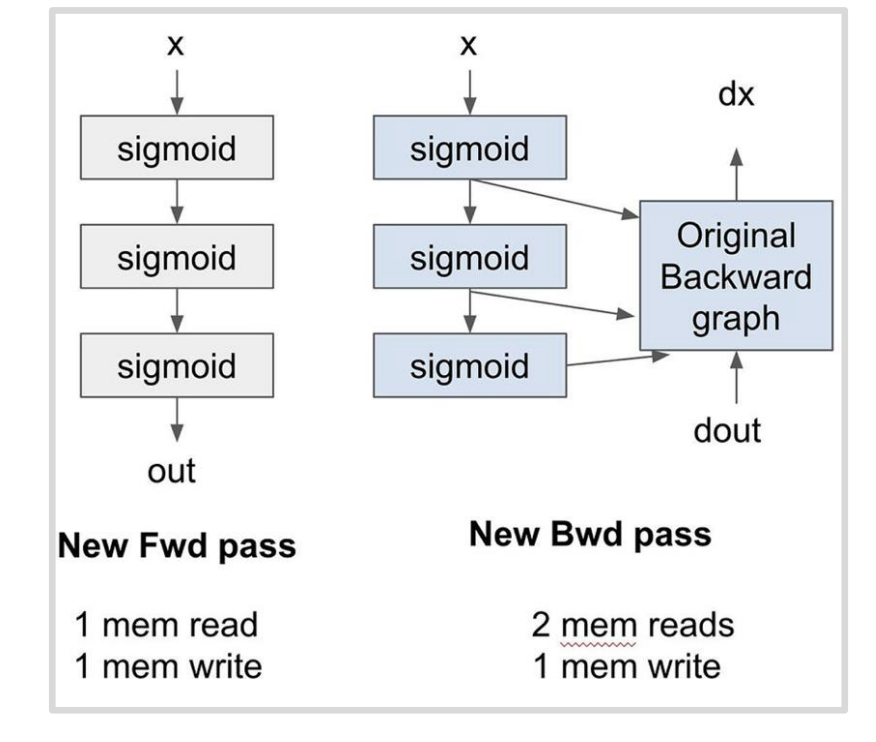 x
sigmoid
sigmoid
sigmoid
out
New Fwd pass
1 mem read
1 mem write
x
sigmoid
sigmoid
sigmoid
dx
Original
Backward
graph
dout
New Bwd pass
2 mem reads
1 mem write